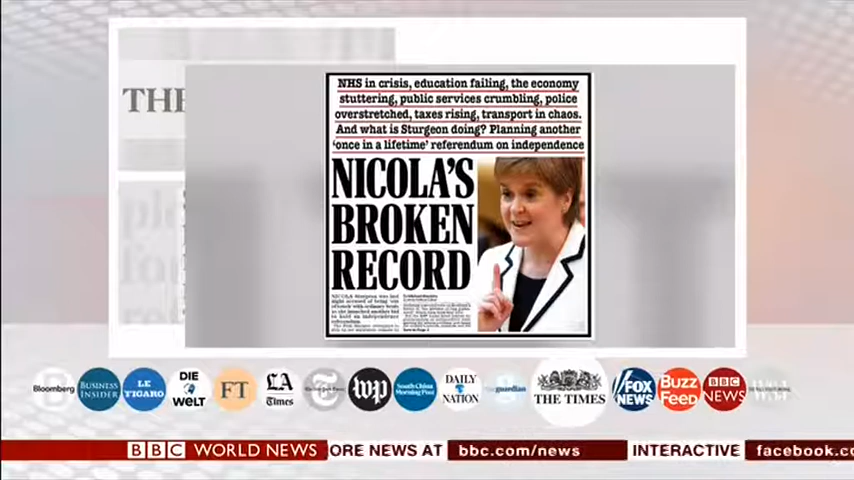 THE
NHS in crisis, education failing, the economy
stuttering, public services crumbling, police
overstretched, taxes rising, transport in chaos.
And what is Sturgeon doing? Planning another
'once in a lifetime' referendum on independence
NICOLA'S
BROKEN
RECORD
Bloomberg
BUSINESS
INSIDER
LE
FIGARO
DIE
WELT
FT
LA
Times
wp
South China
Morning Post
DAILY
NATION
guardian
THE TIMES
FOX
NEWS
Buzz
Feed
BBC
NEWS
BBC WORLD NEWS
ORE NEWS AT
bbc.com/news
INTERACTIVE
facebook.co